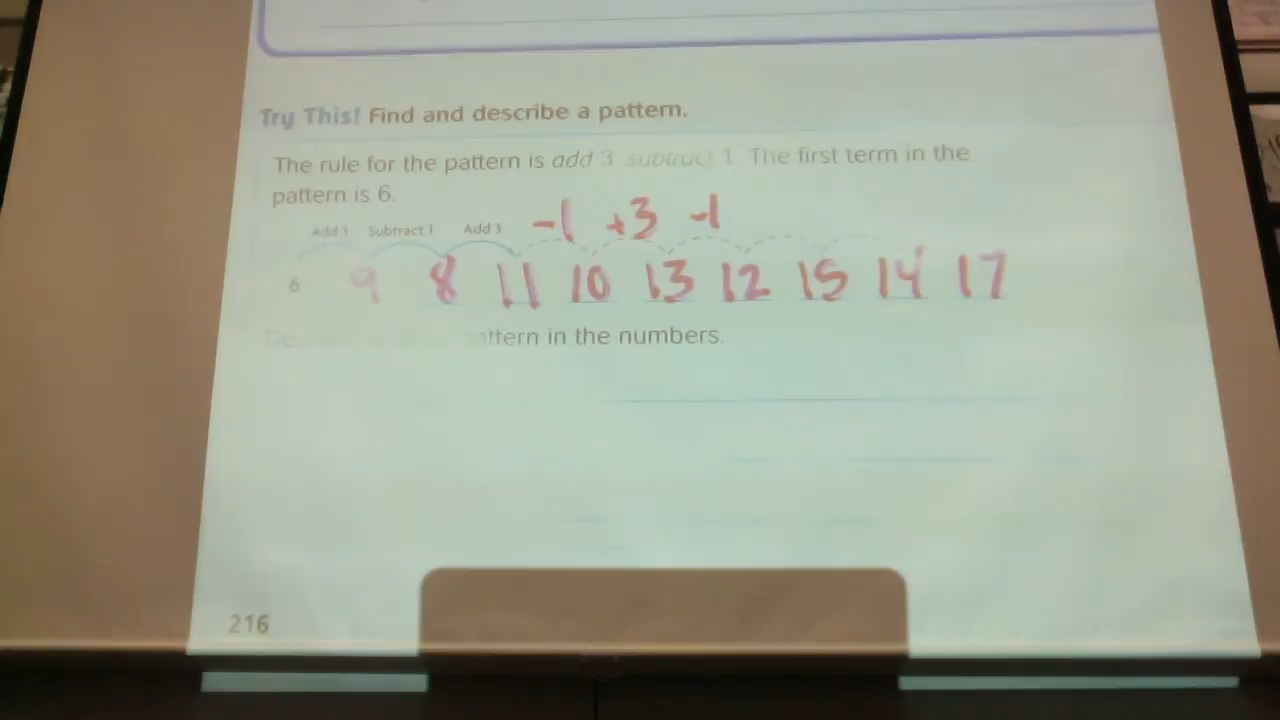 Try This! Find and describe a pattern.
The rule for the pattern is add 3, subtract 1. The first term in the
pattern is 6.
Add 3 Subtract 1 Add 3 -1 +3 -1
6 9 8 11 10 13 12 15 14 17
in the numbers.
216